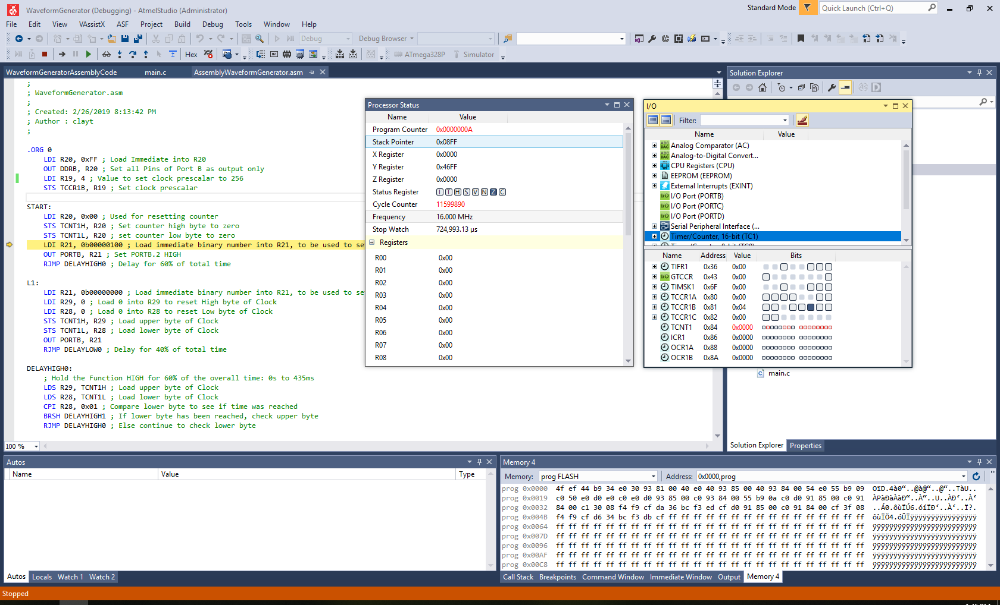 WaveformGenerator (Debugging) - AtmelStudio (Administrator)
Standard Mode
Quick Launch (Ctrl+Q)
File Edit View VAssistX ASF Project Build Debug Tools Window Help
Debug
Debug Browser
Hex
ATmega328P
Simulator
WaveformGeneratorAssemblyCode
main.c
AssemblyWaveformGenerator.asm
;
; WaveformGenerator.asm
;
; Created: 2/26/2019 8:13:42 PM
; Author : clayt
;
.ORG 0
LDI R20, 0xFF ; Load Immediate into R20
OUT DDRB, R20 ; Set all Pins of Port B as output only
LDI R19, 4 ; Value to set clock prescalar to 256
STS TCCR1B, R19 ; Set clock prescalar
START:
LDI R20, 0x00 ; Used for resetting counter
STS TCNT1H, R20 ; Set counter high byte to zero
STS TCNT1L, R20 ; set counter low byte to zero
LDI R21, 0b00000100 ; Load immediate binary number into R21, to be used to se
OUT PORTB, R21 ; Set PORTB.2 HIGH
RJMP DELAYHIGH0 ; Delay for 60% of total time
L1:
LDI R21, 0b00000000 ; Load immediate binary number into R21, to be used to se
LDI R29, 0 ; Load 0 into R29 to reset High byte of Clock
LDI R28, 0 ; Load 0 into R28 to reset Low byte of Clock
STS TCNT1H, R29 ; Load upper byte of Clock
STS TCNT1L, R28 ; Load lower byte of Clock
OUT PORTB, R21
RJMP DELAYLOW0 ; Delay for 40% of total time
DELAYHIGH0:
; Hold the Function HIGH for 60% of the overall time: 0s to 435ms
LDS R29, TCNT1H ; Load upper byte of Clock
LDS R28, TCNT1L ; Load lower byte of Clock
CPI R28, 0x01 ; Compare lower byte to see if time was reached
BRSH DELAYHIGH1 ; If lower byte has been reached, check upper byte
RJMP DELAYHIGH0 ; Else continue to check lower byte
100 %
Processor Status
Name Value
Program Counter 0x0000000A
Stack Pointer 0x08FF
X Register 0x0000
Y Register 0x46FF
Z Register 0x0000
Status Register I T H S V N Z C
Cycle Counter 11599890
Frequency 16.000 MHz
Stop Watch 724,993.13 µs
Registers
R00 0x00
R01 0x00
R02 0x00
R03 0x00
R04 0x00
R05 0x00
R06 0x00
R07 0x00
R08 0x00
I/O
Filter:
Name Value
Analog Comparator (AC)
Analog-to-Digital Convert...
CPU Registers (CPU)
EEPROM (EEPROM)
External Interrupts (EXINT)
I/O Port (PORTB)
I/O Port (PORTC)
I/O Port (PORTD)
Serial Peripheral Interface (...
Timer/Counter, 16-bit (TC1)
Name Address Value Bits
TIFR1 0x36 0x00
GTCCR 0x43 0x00
TIMSK1 0x6F 0x00
TCCR1A 0x80 0x00
TCCR1B 0x81 0x04
TCCR1C 0x82 0x00
TCNT1 0x84 0x0000
ICR1 0x86 0x0000
OCR1A 0x88 0x0000
OCR1B 0x8A 0x0000
Solution Explorer
main.c
Solution Explorer Properties
Autos
Name Value Type
Autos Locals Watch 1 Watch 2
Memory 4
Memory: prog FLASH Address: 0x0000,prog
prog 0x0000 4f ef 44 b9 34 e0 30 93 81 00 40 e0 40 93 85 00 40 93 84 00 54 e0 55 b9 09
prog 0x0019 c0 50 e0 d0 e0 c0 e0 d0 93 85 00 c0 93 84 00 55 b9 0a c0 d0 91 85 00 c0 91
prog 0x0032 84 00 c1 30 08 f4 f9 cf da 36 bc f3 ed cf d0 91 85 00 c0 91 84 00 cf 3f 08
prog 0x004B f4 f9 cf d6 34 bc f3 db cf ff ff ff ff ff ff ff ff ff ff ff ff ff ff ff ff
prog 0x0064 ff ff ff ff ff ff ff ff ff ff ff ff ff ff ff ff ff ff ff ff ff ff ff ff ff
prog 0x007D ff ff ff ff ff ff ff ff ff ff ff ff ff ff ff ff ff ff ff ff ff ff ff ff ff
prog 0x0096 ff ff ff ff ff ff ff ff ff ff ff ff ff ff ff ff ff ff ff ff ff ff ff ff ff
prog 0x00AF ff ff ff ff ff ff ff ff ff ff ff ff ff ff ff ff ff ff ff ff ff ff ff ff ff
prog 0x00C8 ff ff ff ff ff ff ff ff ff ff ff ff ff ff ff ff ff ff ff ff ff ff ff ff ff
Call Stack Breakpoints Command Window Immediate Window Output Memory 4
Stopped